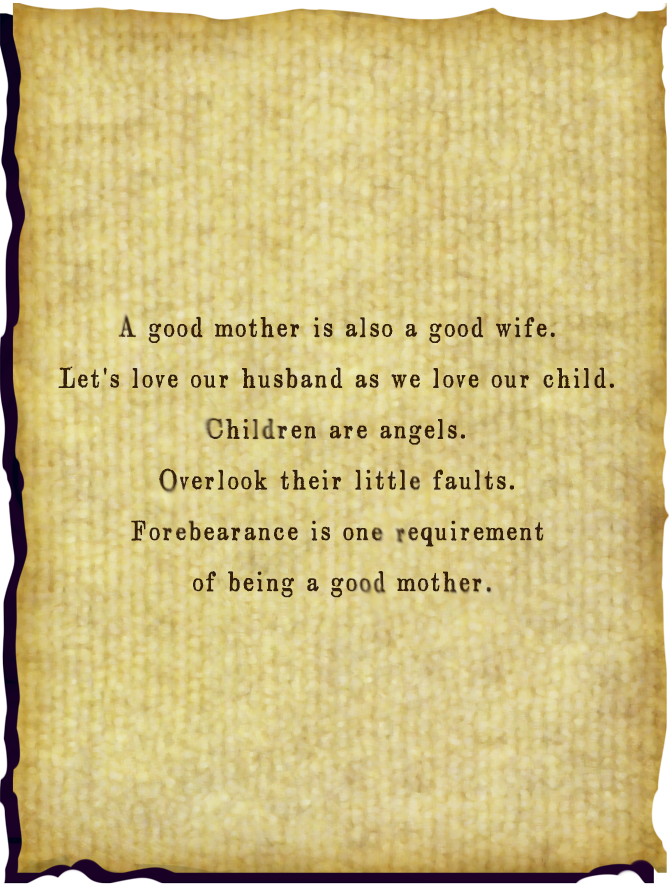 A good mother is also a good wife.
Let's love our husband as we love our child.
Children are angels.
Overlook their little faults.
Forebearance is one requirement
of being a good mother.